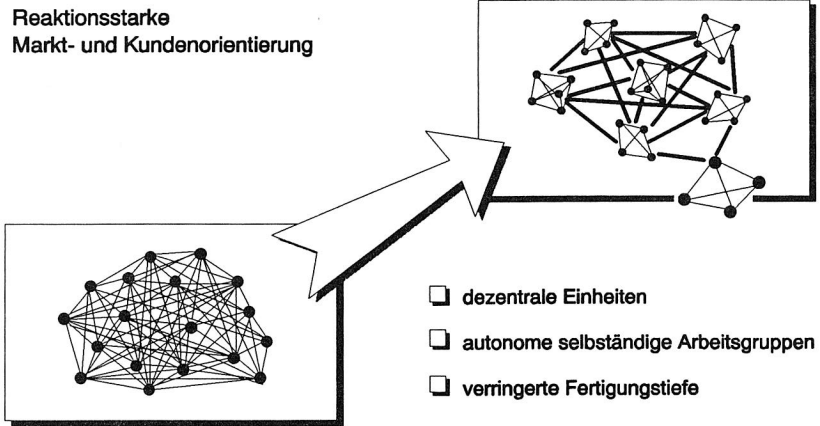 Reaktionsstarke
Markt- und Kundenorientierung
dezentrale Einheiten
autonome selbständige Arbeitsgruppen
verringerte Fertigungstiefe